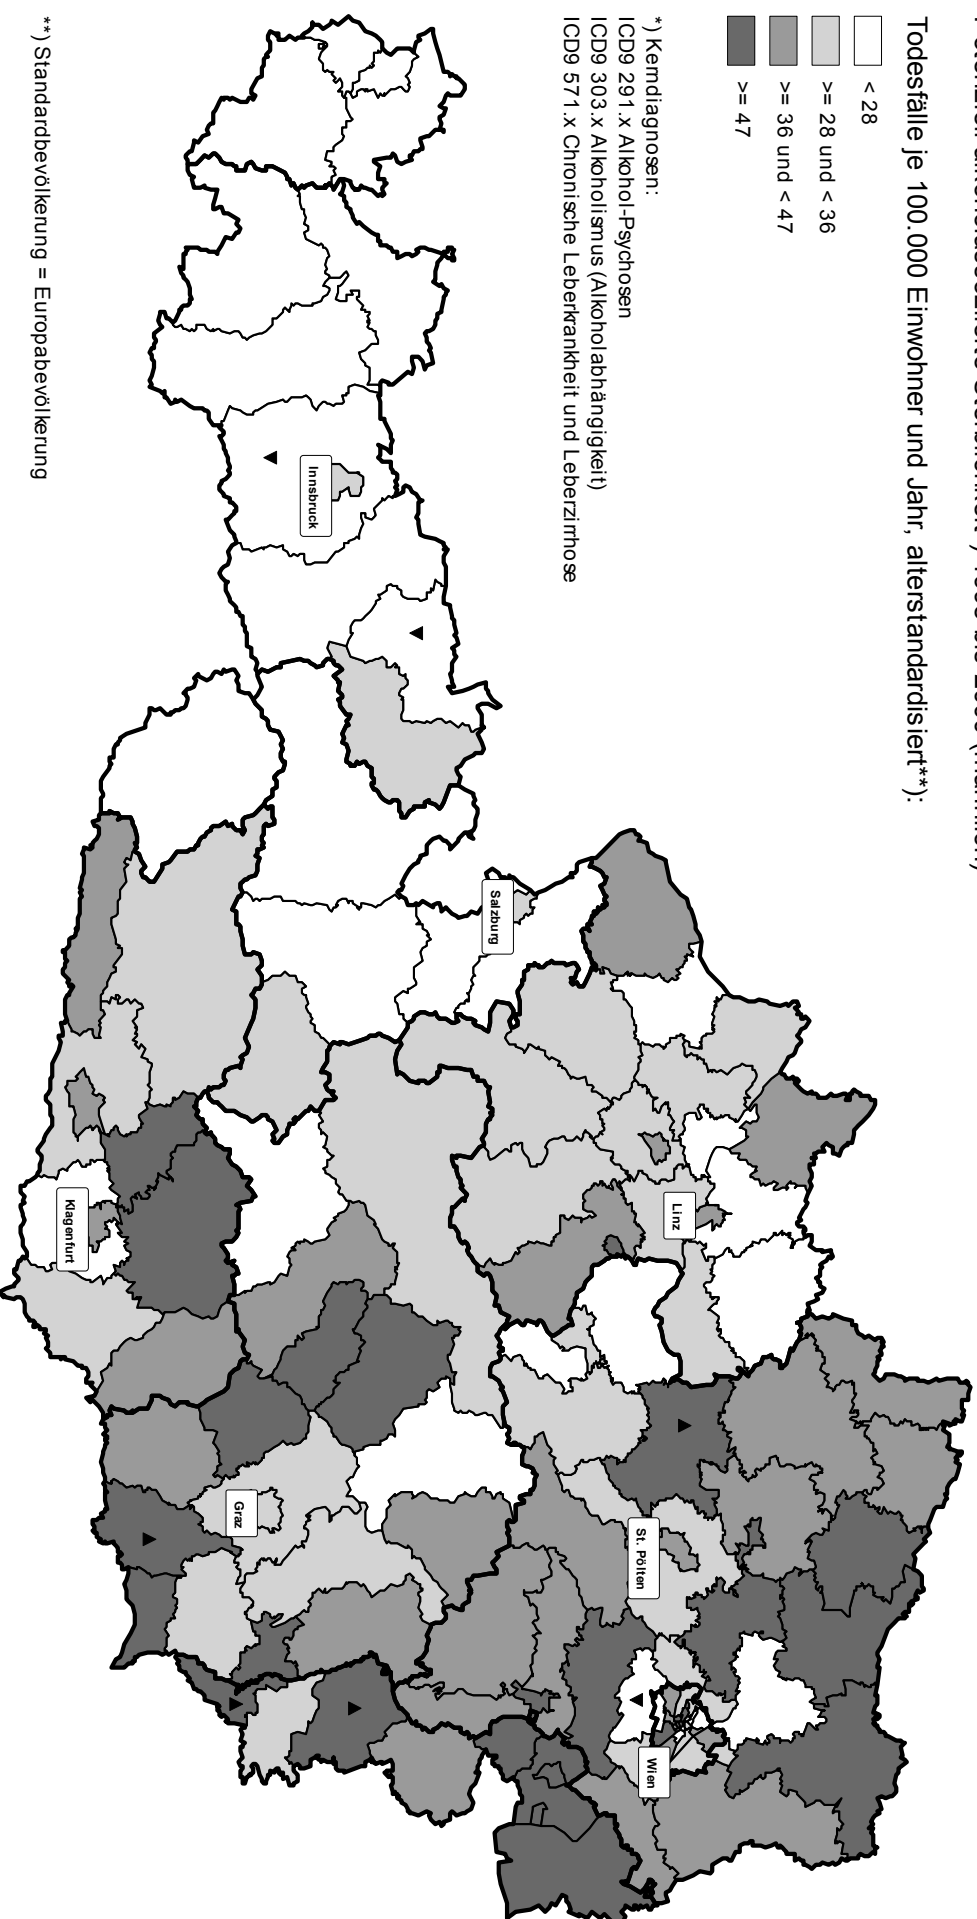 Todesfälle je 100.000 Einwohner und Jahr, alterstandardisiert**):
< 28
>= 28 und < 36
>= 36 und < 47
>= 47
*) Kerndiagnosen:
ICD9 291.x Alkohol-Psychosen
ICD9 303.x Alkoholismus (Alkoholabhängigkeit)
ICD9 571.x Chronische Leberkrankheit und Leberzirrhose
Linz
St. Pölten
Wien
Salzburg
Innsbruck
Graz
Klagenfurt
**) Standardbevölkerung = Europabevölkerung